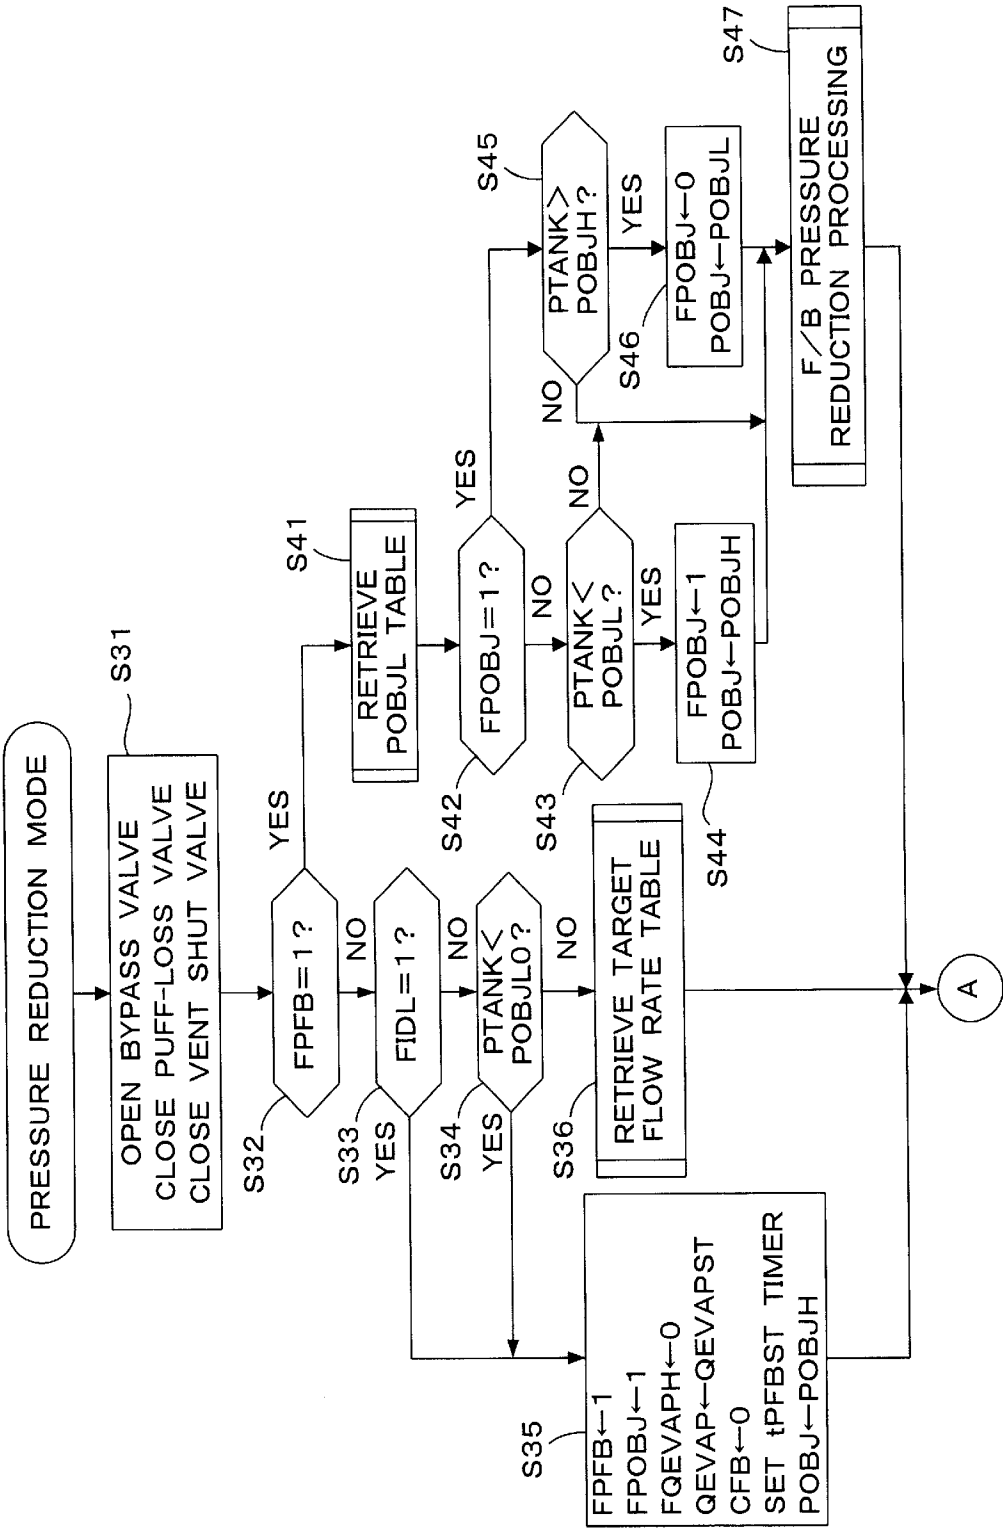 PRESSURE REDUCTION MODE
S31
OPEN BYPASS VALVE
CLOSE PUFF-LOSS VALVE
CLOSE VENT SHUT VALVE
S32
FPFB=1?
YES
NO
S33
FIDL=1?
YES
NO
S34
PTANK<
POBJL0?
YES
NO
S35
FPFB←1
FPOBJ←1
FQEVAPH←0
QEVAP←QEVAPST
CFB←0
SET tPFBST TIMER
POBJ←POBJH
S36
RETRIEVE TARGET
FLOW RATE TABLE
S41
RETRIEVE
POBJL TABLE
S42
FPOBJ=1?
YES
NO
S43
PTANK<
POBJL?
NO
YES
S44
FPOBJ←1
POBJ←POBJH
S45
PTANK>
POBJH?
NO
YES
S46
FPOBJ←0
POBJ←POBJL
S47
F/B PRESSURE
REDUCTION PROCESSING
A